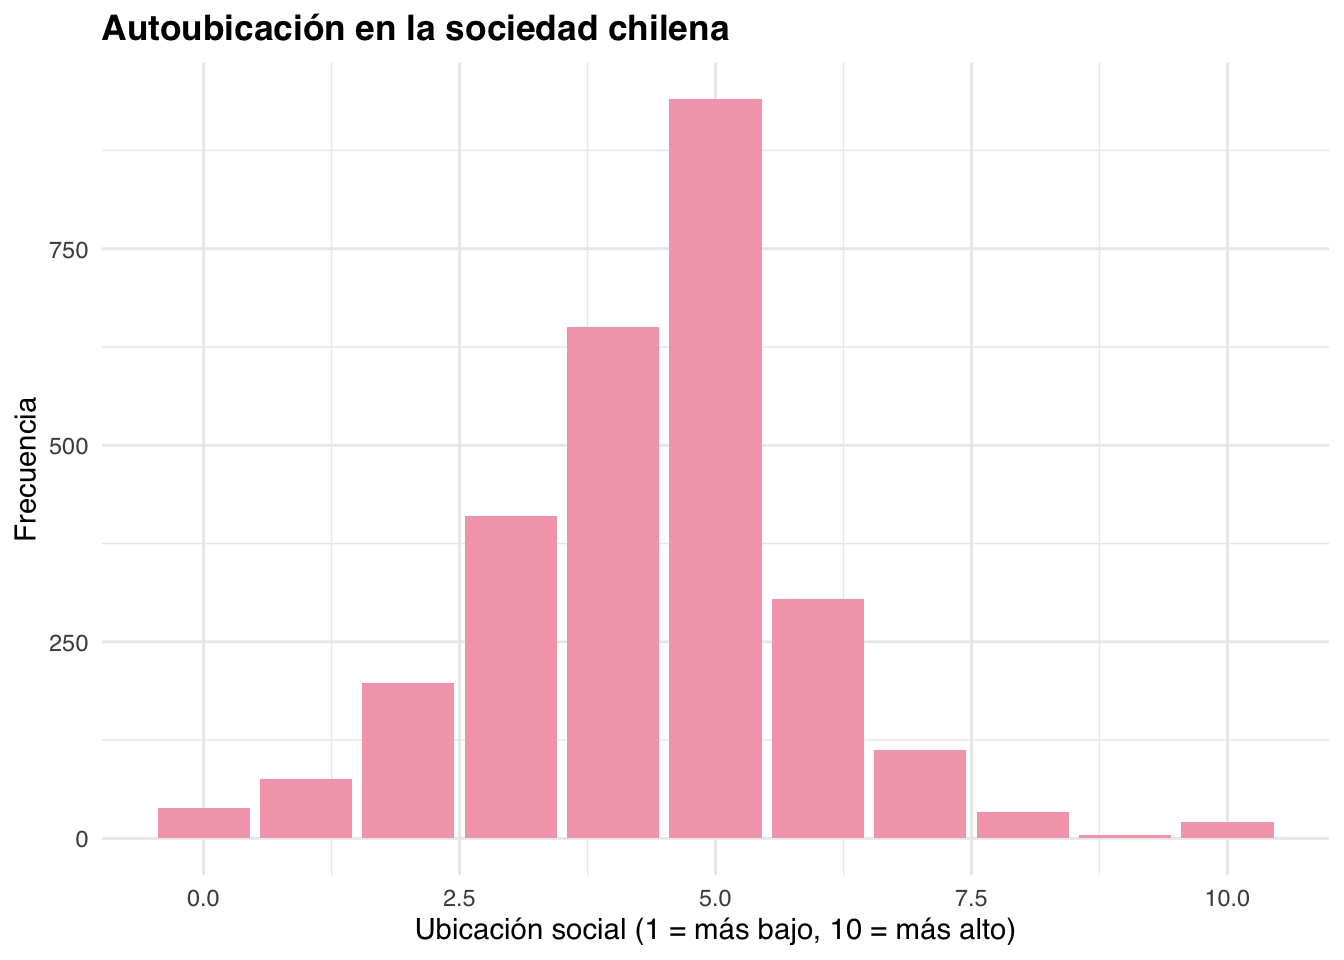 Autoubicación en la sociedad chilena
Frecuencia
750
500
250
0
0.0 2.5 5.0 7.5 10.0
Ubicación social (1 = más bajo, 10 = más alto)